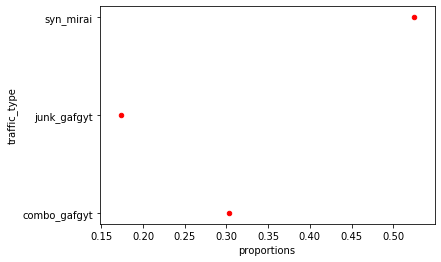 syn_mirai
junk_gafgyt
combo_gafgyt
traffic_type
0.15 0.20 0.25 0.30 0.35 0.40 0.45 0.50
proportions